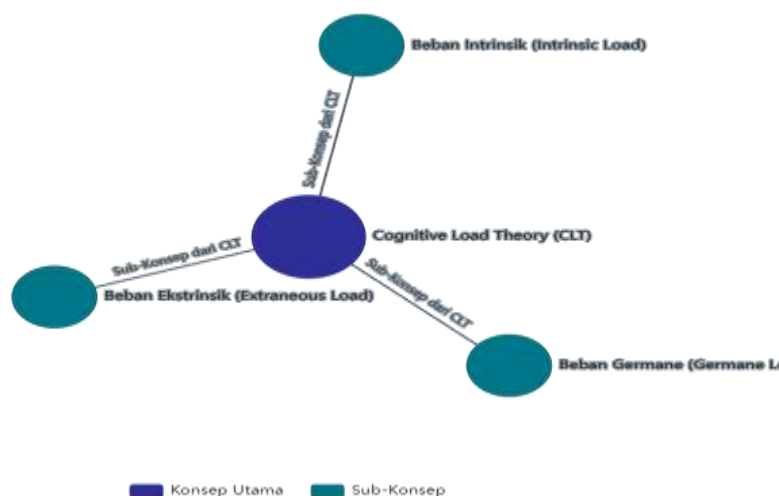 Beban Intrinsik (Intrinsic Load)
Sub-Konsep dari CLT
Cognitive Load Theory (CLT)
Sub-Konsep dari CLT
Beban Ekstrinsik (Extraneous Load)
Sub-Konsep dari CLT
Beban Germane (Germane L
Konsep Utama
Sub-Konsep